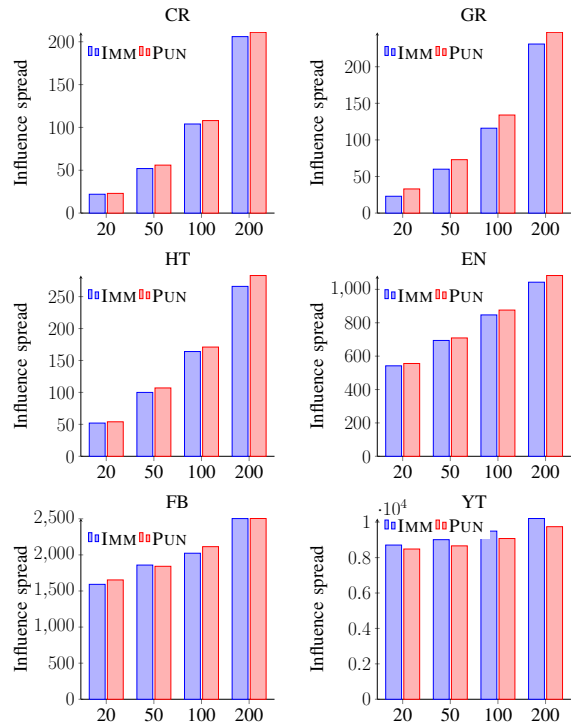 CR
Influence spread
IMM PUN
200
150
100
50
0
20 50 100 200
GR
Influence spread
IMM PUN
200
150
100
50
0
20 50 100 200
HT
Influence spread
IMM PUN
250
200
150
100
50
0
20 50 100 200
EN
Influence spread
IMM PUN
1,000
800
600
400
200
0
20 50 100 200
FB
Influence spread
IMM PUN
2,500
2,000
1,500
1,000
500
0
20 50 100 200
YT
·10⁴
Influence spread
IMM PUN
1
0.8
0.6
0.4
0.2
0
20 50 100 200